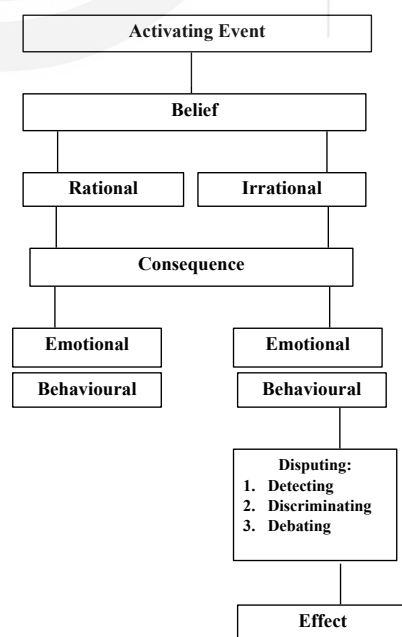 Activating Event
Belief
Rational
Irrational
Consequence
Emotional
Emotional
Behavioural
Behavioural
Disputing:
1. Detecting
2. Discriminating
3. Debating
Effect